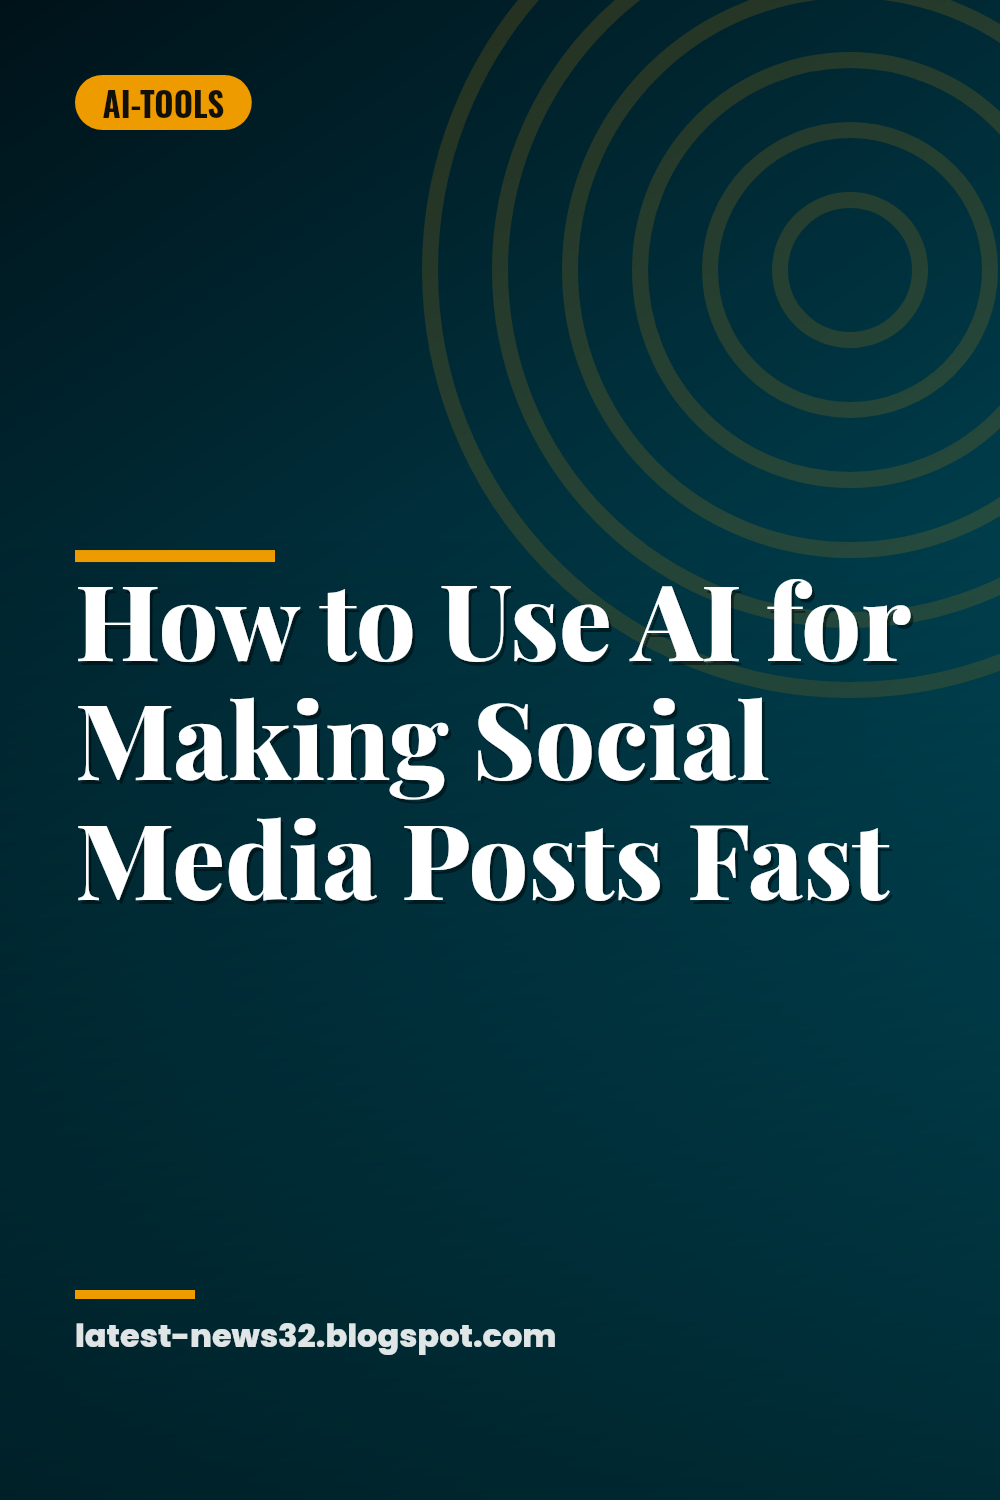 AI-TOOLS
How to Use AI for
Making Social
Media Posts Fast
latest-news32.blogspot.com